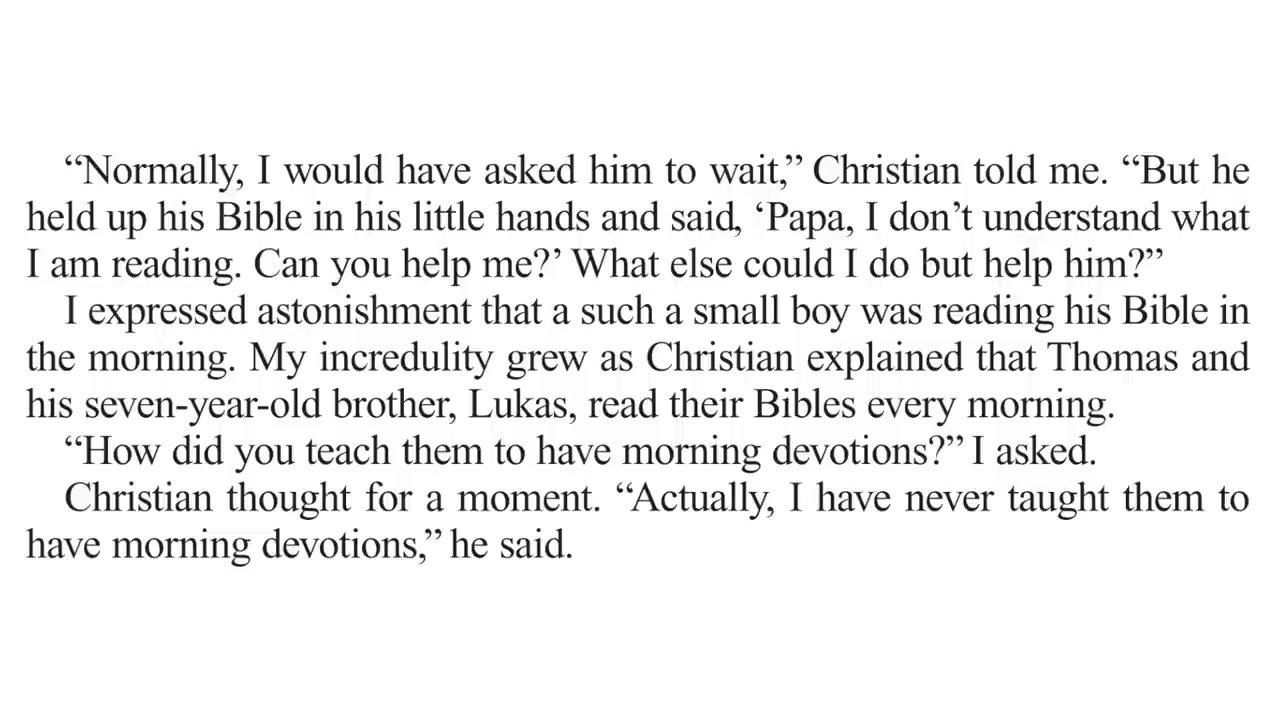 “Normally, I would have asked him to wait,” Christian told me. “But he
held up his Bible in his little hands and said, ‘Papa, I don’t understand what
I am reading. Can you help me?’ What else could I do but help him?”
I expressed astonishment that a such a small boy was reading his Bible in
the morning. My incredulity grew as Christian explained that Thomas and
his seven-year-old brother, Lukas, read their Bibles every morning.
“How did you teach them to have morning devotions?” I asked.
Christian thought for a moment. “Actually, I have never taught them to
have morning devotions,” he said.